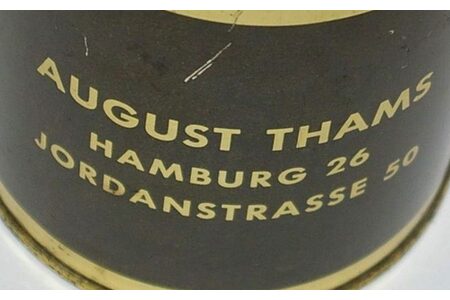 AUGUST THAMS
HAMBURG 26
JORDANSTRASSE 50